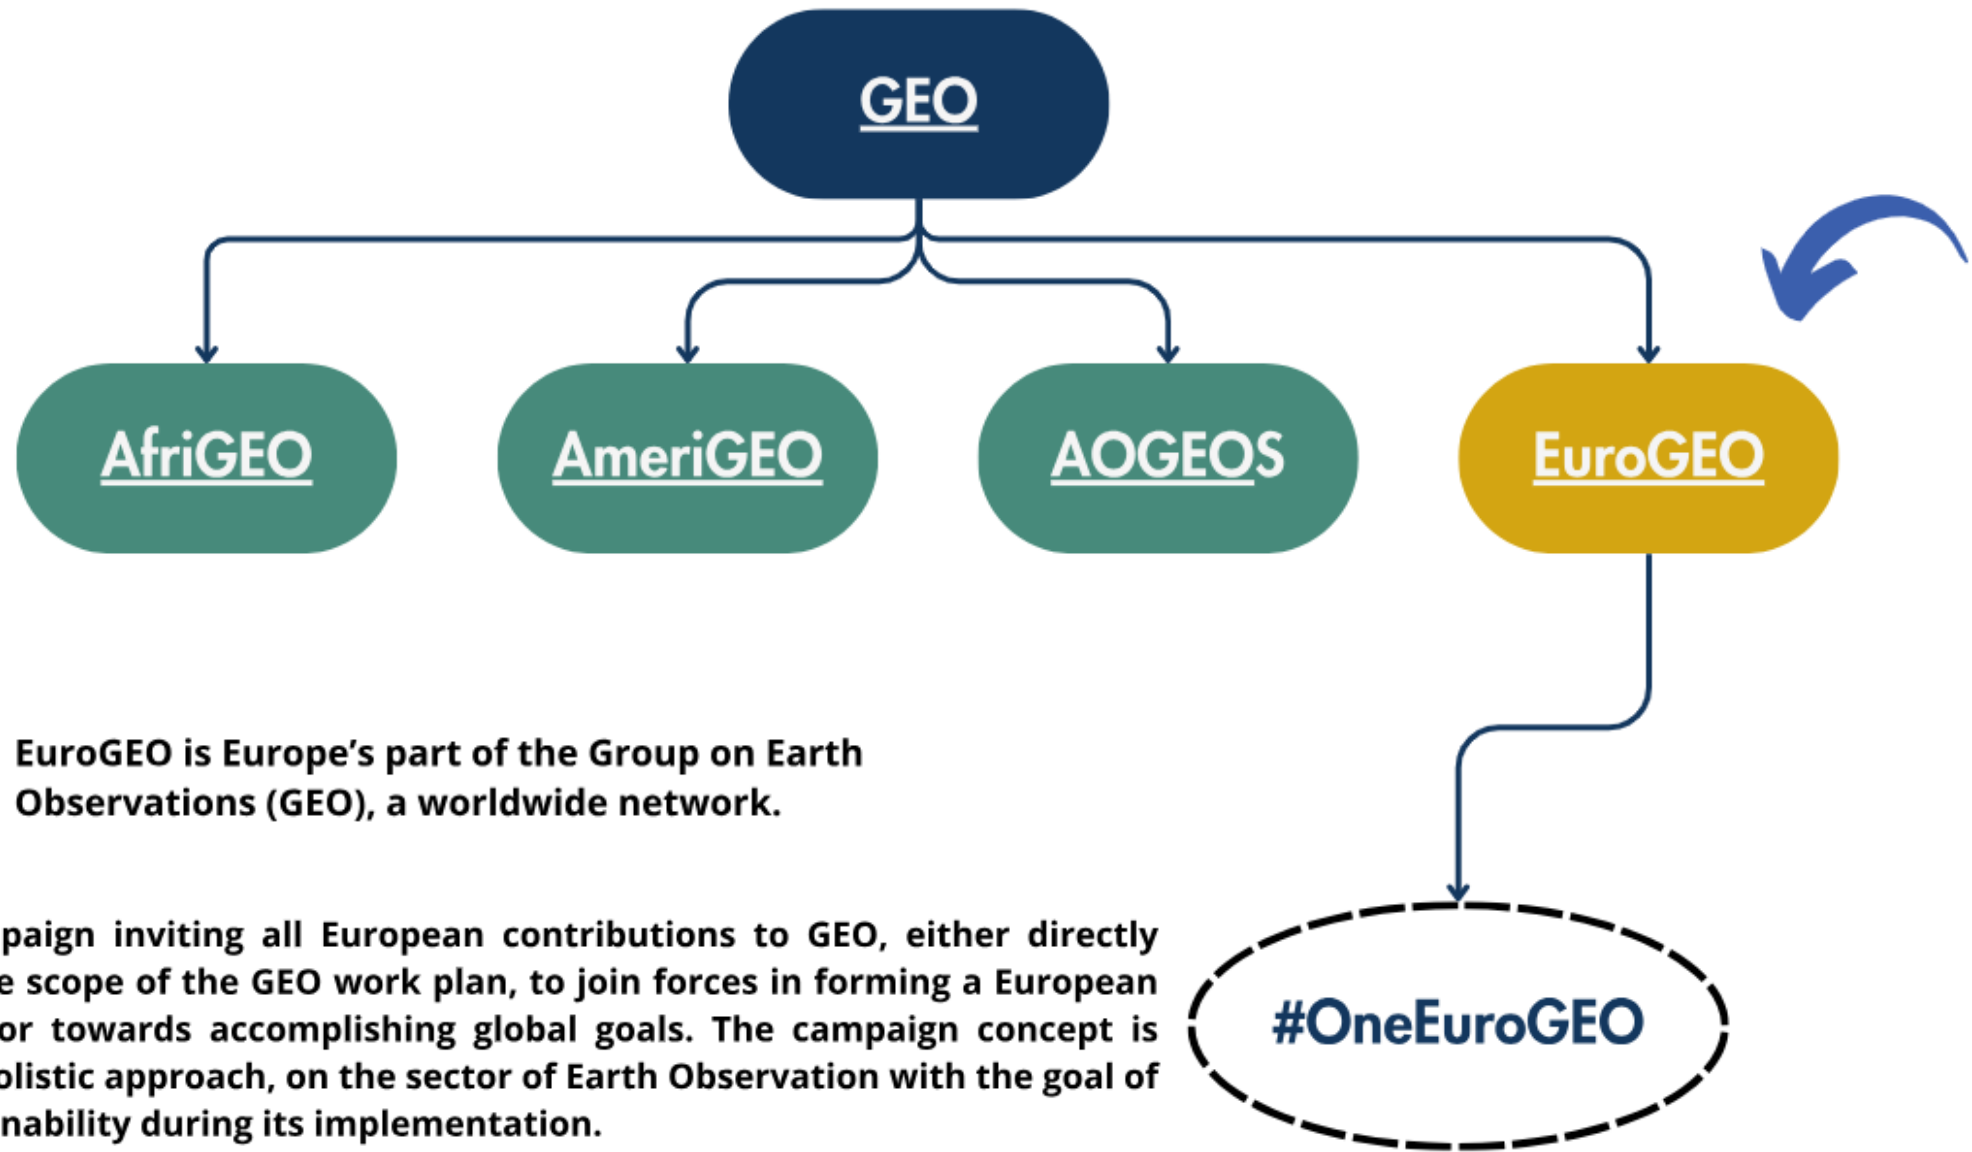 GEO
AfriGEO
AmeriGEO
AOGEOS
EuroGEO
EuroGEO is Europe's part of the Group on Earth
Observations (GEO), a worldwide network.
paign inviting all European contributions to GEO, either directly
e scope of the GEO work plan, to join forces in forming a European
or towards accomplishing global goals. The campaign concept is
olistic approach, on the sector of Earth Observation with the goal of
nability during its implementation.
#OneEuroGEO